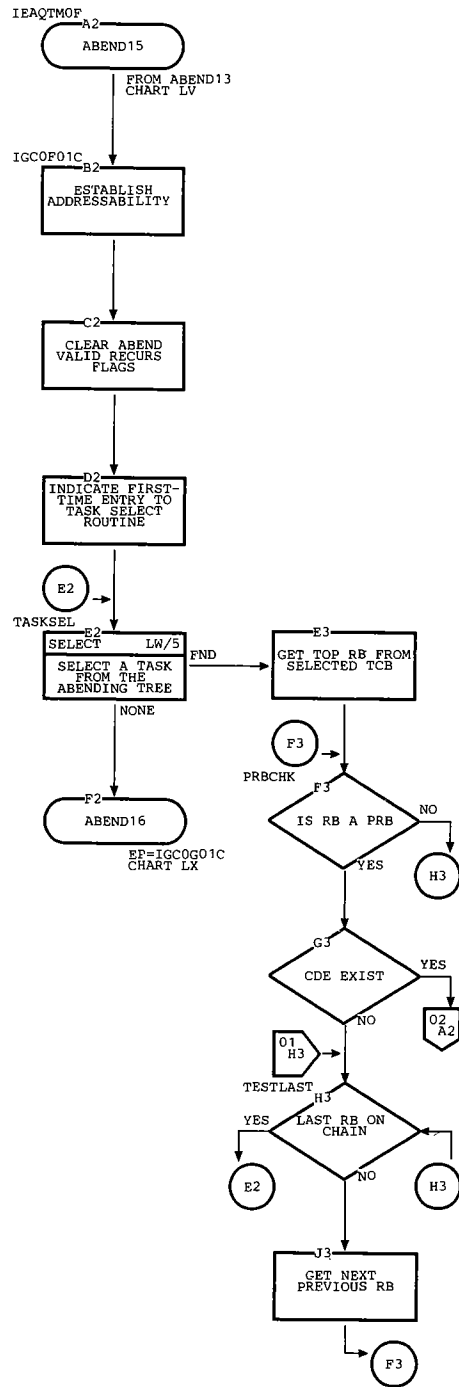 IEAQTM0F
A2
ABEND15
FROM ABEND13
CHART LV
IGC0F01C
B2
ESTABLISH
ADDRESSABILITY
C2
CLEAR ABEND
VALID RECURS
FLAGS
D2
INDICATE FIRST-
TIME ENTRY TO
TASK SELECT
ROUTINE
E2
TASKSEL
E2
SELECT LW/5
SELECT A TASK
FROM THE
ABENDING TREE
FND
NONE
E3
GET TOP RB FROM
SELECTED TCB
F2
ABEND16
EP=IGC0G01C
CHART LX
F3
PRBCHK
F3
IS RB A PRB
NO
H3
YES
G3
CDE EXIST
YES
02
A2
NO
01
H3
TESTLAST
H3
LAST RB ON
CHAIN
YES
E2
H3
NO
J3
GET NEXT
PREVIOUS RB
F3